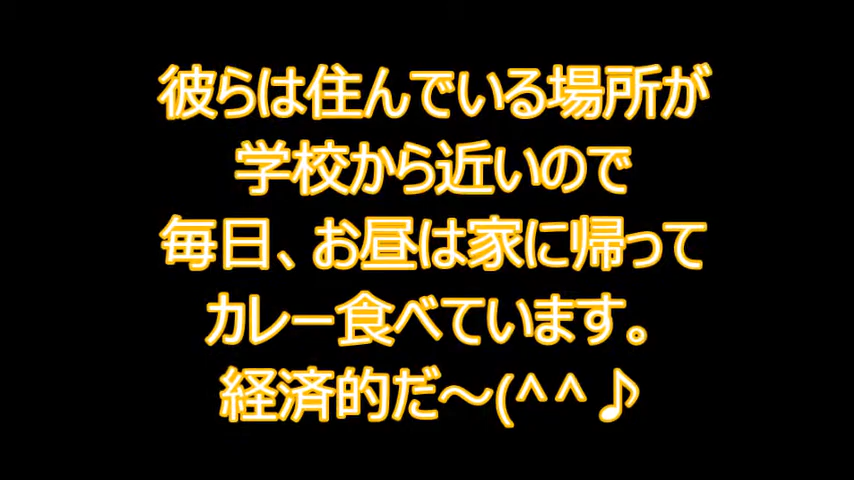 彼らは住んでいる場所が
学校から近いので
毎日、お昼は家に帰って
カレー食べています。
経済的だ～(^^♪